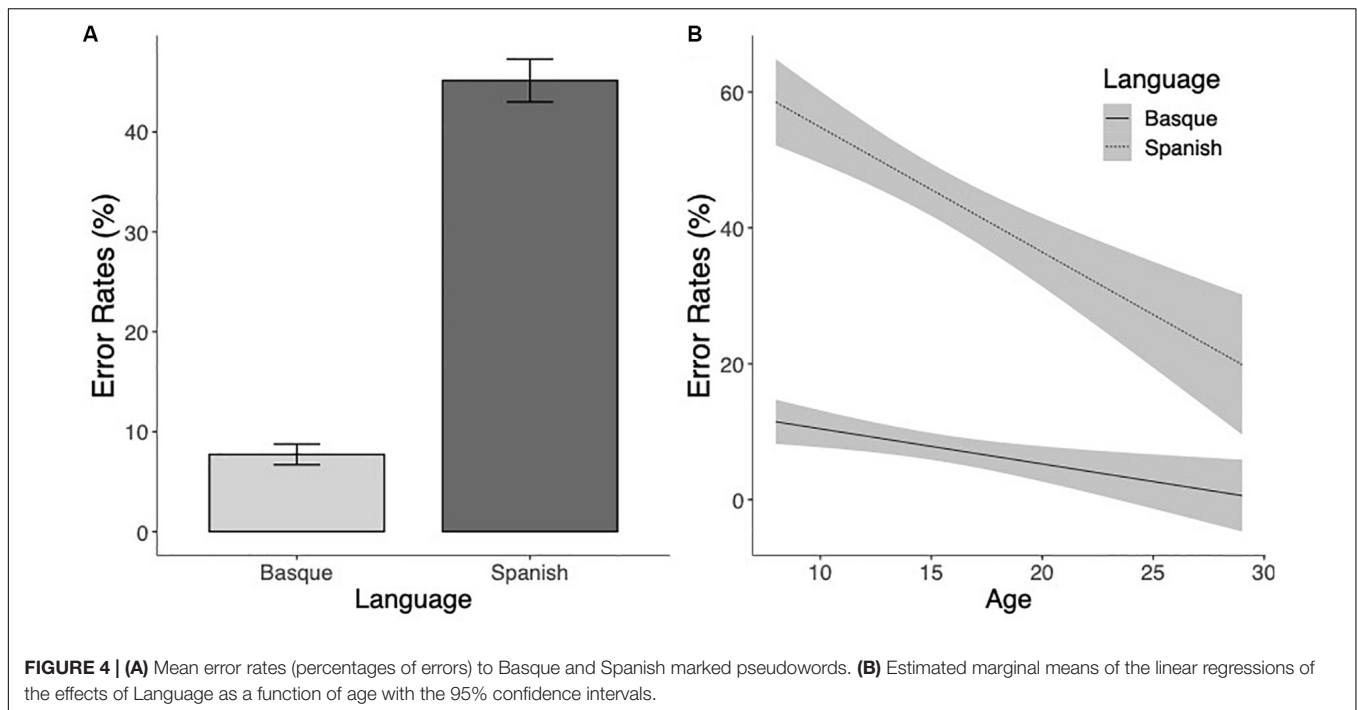 A
Error Rates (%)
40
30
20
10
0
Basque
Spanish
Language
B
Error Rates (%)
60
40
20
0
10
15
20
25
30
Age
Language
Basque
Spanish
FIGURE 4 | (A) Mean error rates (percentages of errors) to Basque and Spanish marked pseudowords. (B) Estimated marginal means of the linear regressions of
the effects of Language as a function of age with the 95% confidence intervals.